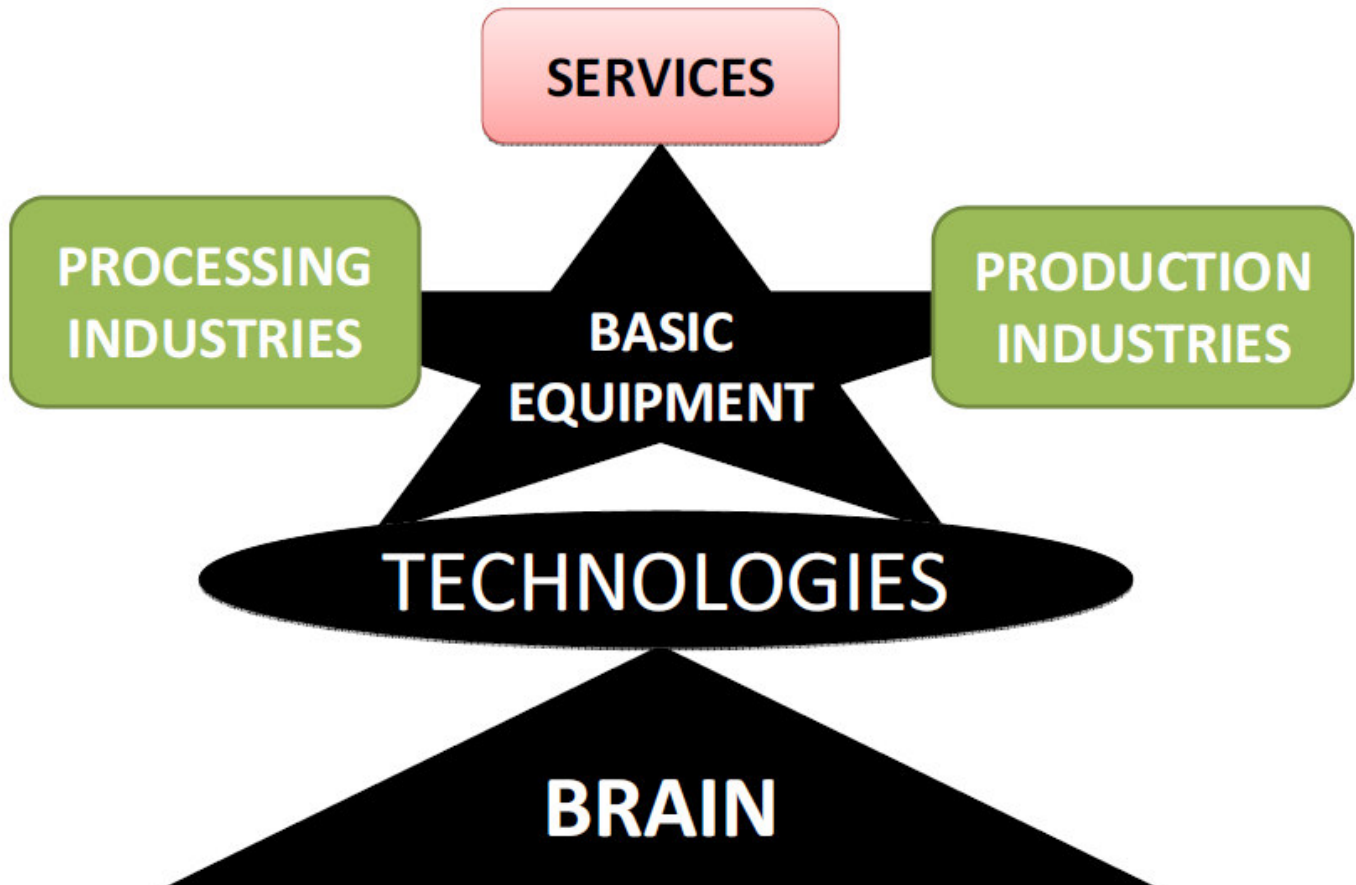 SERVICES
PROCESSING
INDUSTRIES
PRODUCTION
INDUSTRIES
BASIC
EQUIPMENT
TECHNOLOGIES
BRAIN